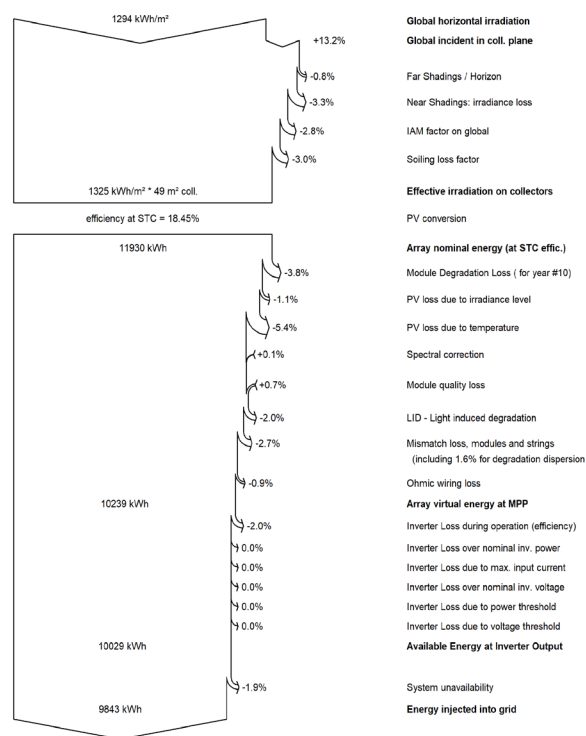 1294 kWh/m² Global horizontal irradiation
+13.2% Global incident in coll. plane
-0.8% Far Shadings / Horizon
-3.3% Near Shadings: irradiance loss
-2.8% IAM factor on global
-3.0% Soiling loss factor
1325 kWh/m² * 49 m² coll. Effective irradiation on collectors
efficiency at STC = 18.45% PV conversion
11930 kWh Array nominal energy (at STC effic.)
-3.8% Module Degradation Loss ( for year #10)
-1.1% PV loss due to irradiance level
-5.4% PV loss due to temperature
+0.1% Spectral correction
+0.7% Module quality loss
-2.0% LID - Light induced degradation
-2.7% Mismatch loss, modules and strings
(including 1.6% for degradation dispersion
-0.9% Ohmic wiring loss
10239 kWh Array virtual energy at MPP
-2.0% Inverter Loss during operation (efficiency)
0.0% Inverter Loss over nominal inv. power
0.0% Inverter Loss due to max. input current
0.0% Inverter Loss over nominal inv. voltage
0.0% Inverter Loss due to power threshold
0.0% Inverter Loss due to voltage threshold
10029 kWh Available Energy at Inverter Output
-1.9% System unavailability
9843 kWh Energy injected into grid